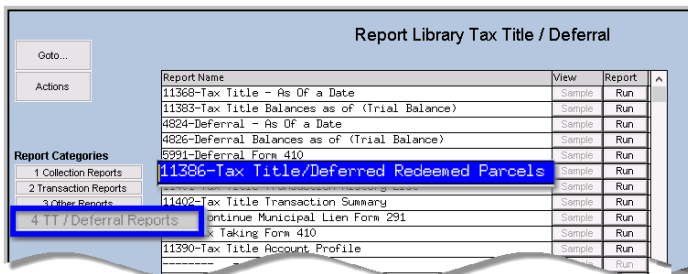 Report Library Tax Title / Deferral
Goto...
Actions
Report Name View Report
11368-Tax Title - As Of a Date Sample Run
11383-Tax Title Balances as of (Trial Balance) Sample Run
4824-Deferral - As Of a Date Sample Run
4826-Deferral Balances as of (Trial Balance) Sample Run
5991-Deferral Form 410 Sample Run
11386-Tax Title/Deferred Redeemed Parcels Run
Sample Run
11402-Tax Title Transaction Summary Sample Run
ontinue Municipal Lien Form 291 Sample Run
Taking Form 410 Sample Run
11390-Tax Title Account Profile Sample Run
Sample Run
Report Categories
1 Collection Reports
2 Transaction Reports
3 Other Reports
4 TT / Deferral Reports